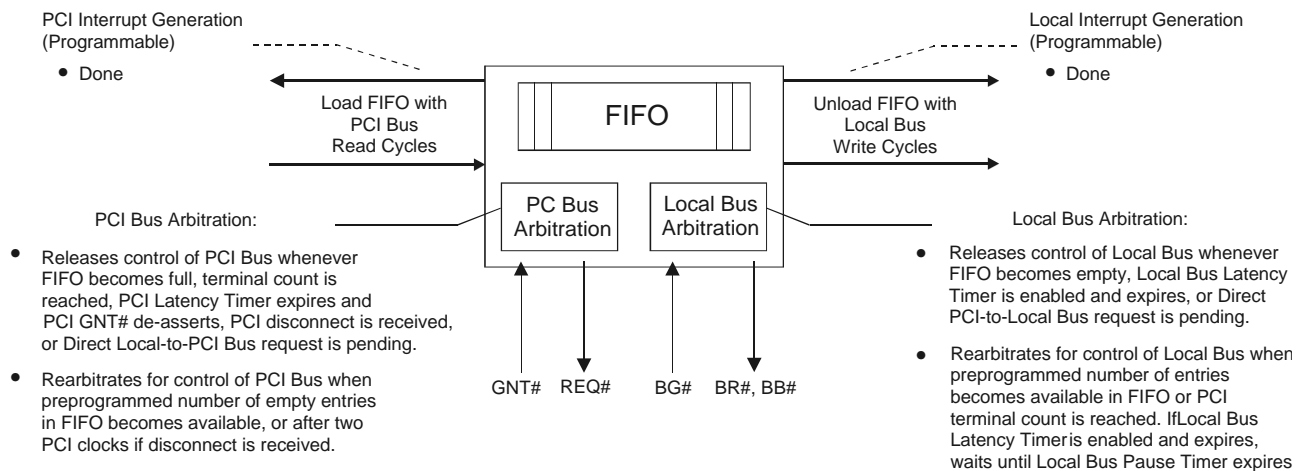 PCI Interrupt Generation
(Programmable)
• Done
Local Interrupt Generation
(Programmable)
• Done
Load FIFO with
PCI Bus
Read Cycles
FIFO
Unload FIFO with
Local Bus
Write Cycles
PC Bus
Arbitration
Local Bus
Arbitration
PCI Bus Arbitration:
• Releases control of PCI Bus whenever
FIFO becomes full, terminal count is
reached, PCI Latency Timer expires and
PCI GNT# de-asserts, PCI disconnect is received,
or Direct Local-to-PCI Bus request is pending.
• Rearbitrates for control of PCI Bus when
preprogrammed number of empty entries
in FIFO becomes available, or after two
PCI clocks if disconnect is received.
GNT#
REQ#
BG#
BR#, BB#
Local Bus Arbitration:
• Releases control of Local Bus whenever
FIFO becomes empty, Local Bus Latency
Timer is enabled and expires, or Direct
PCI-to-Local Bus request is pending.
• Rearbitrates for control of Local Bus when
preprogrammed number of entries
becomes available in FIFO or PCI
terminal count is reached. IfLocal Bus
Latency Timeris enabled and expires,
waits until Local Bus Pause Timer expires